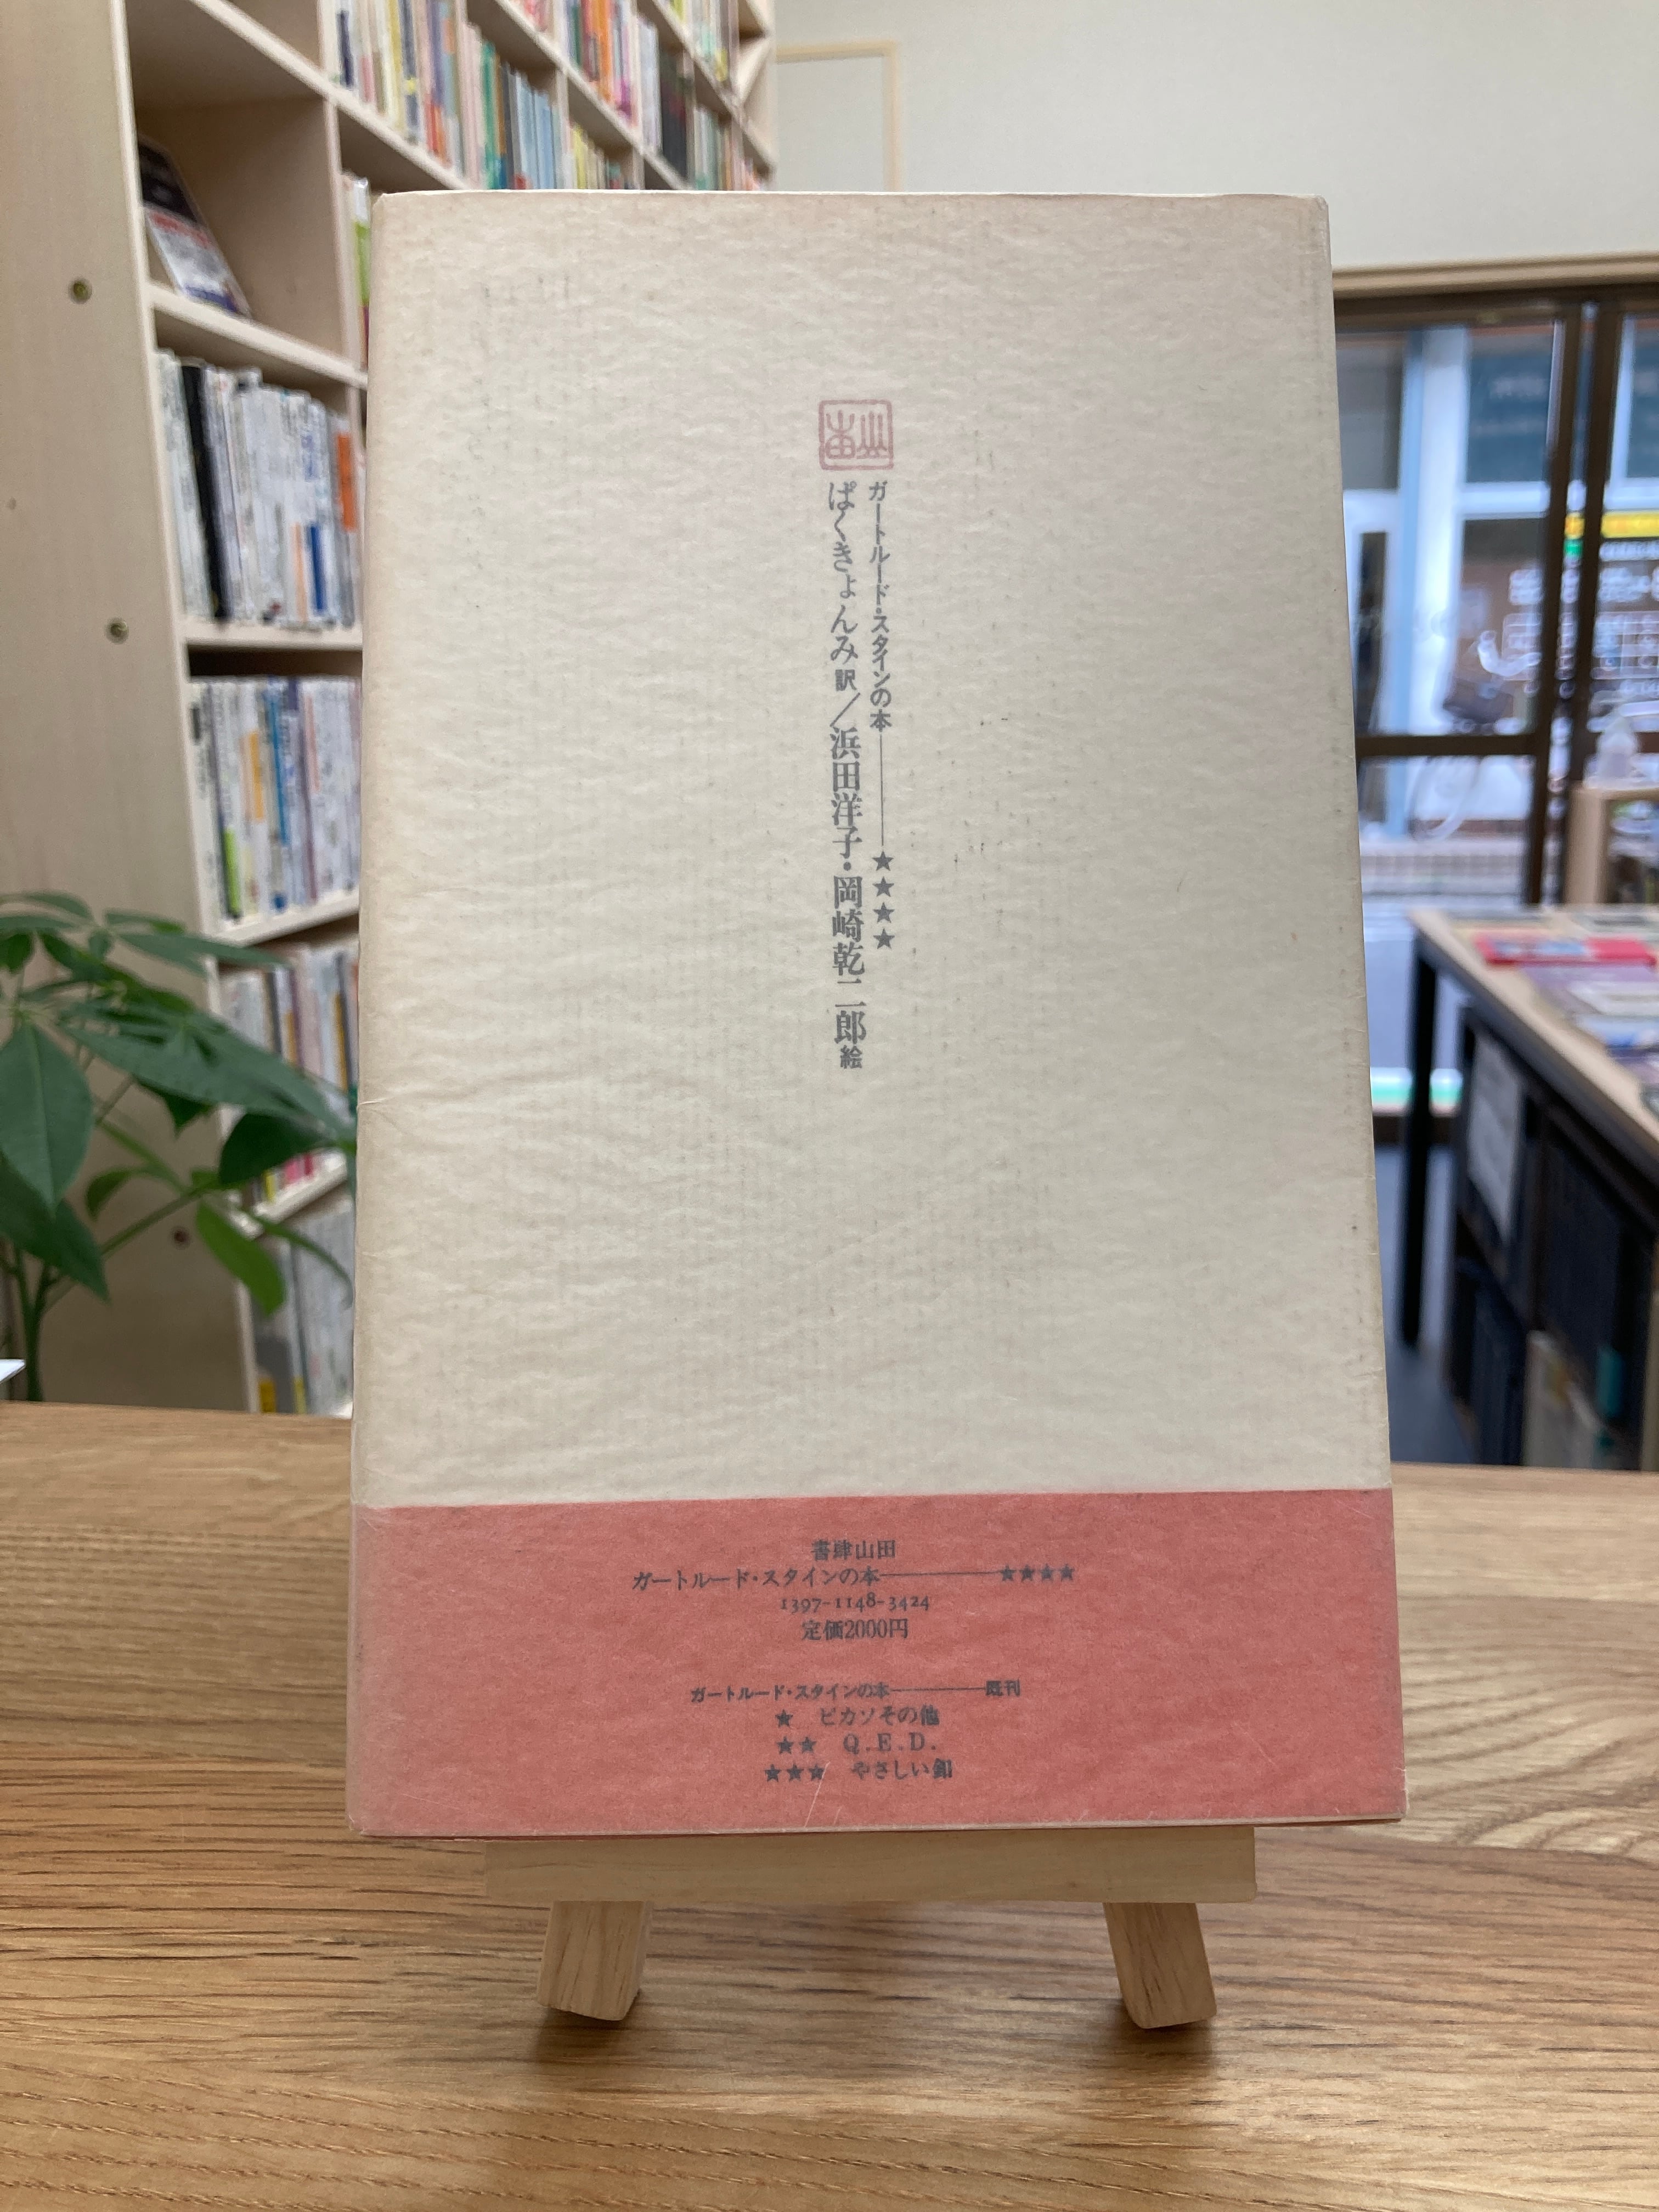 ガートルード・スタインの本―――★★★★
ぱくきょんみ訳／浜田洋子・岡崎乾二郎絵
書肆山田
ガートルード・スタインの本―――★★★★
1397-1148-3424
定価2000円
ガートルード・スタインの本―――既刊
★　ピカソその他
★★　Q.E.D.
★★★　やさしい釦